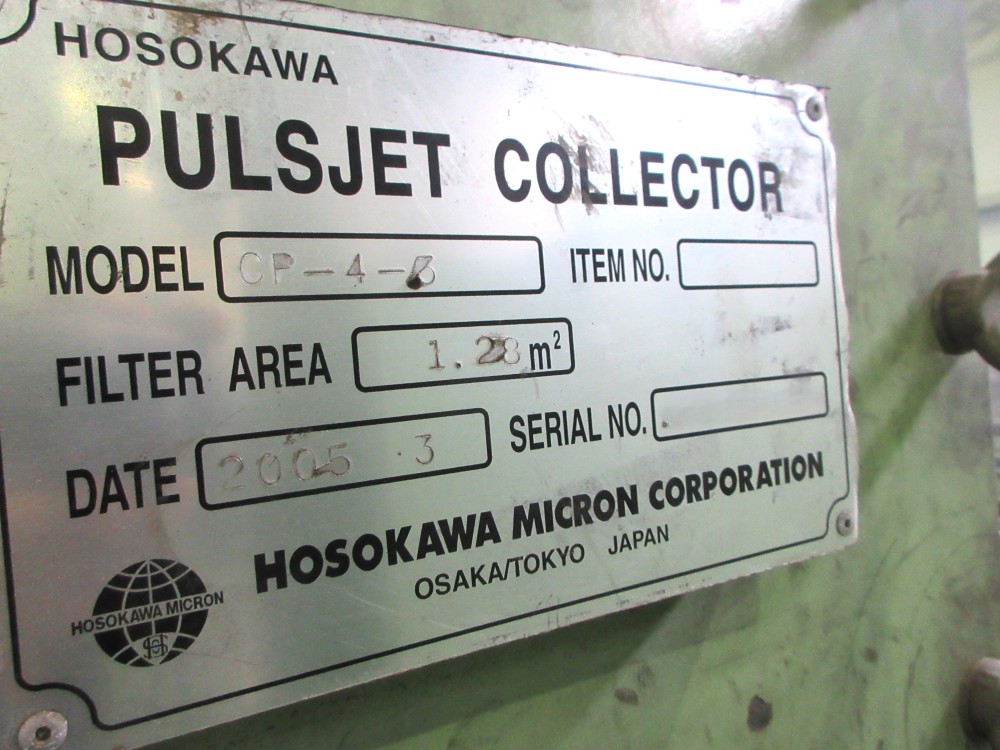 HOSOKAWA
PULSJET COLLECTOR
MODEL CP-4-6 ITEM NO.
FILTER AREA 1.28 m²
DATE 2005 .3 SERIAL NO.
HOSOKAWA MICRON CORPORATION
OSAKA/TOKYO JAPAN
HOSOKAWA MICRON